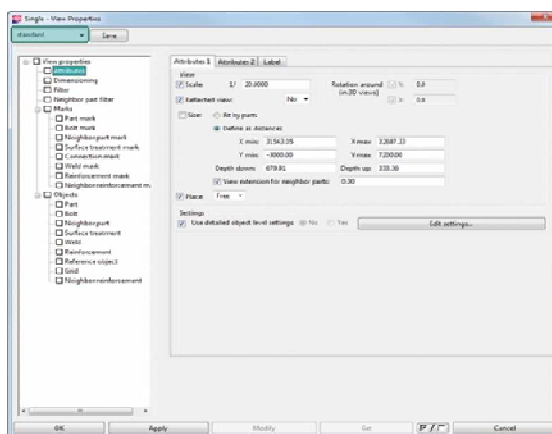 Single - View Properties
standard Save
View properties
Attributes
Dimensioning
Filter
Neighbor part filter
Marks
Part mark
Bolt mark
Neighbor part mark
Surface treatment mark
Connection mark
Weld mark
Reinforcement mark
Neighbor reinforcement m
Objects
Part
Bolt
Neighbor part
Surface treatment
Weld
Reinforcement
Reference object
Grid
Neighbor reinforcement
Attributes 1 Attributes 2 Label
View
Scale 1/ 20.0000 Rotation around 0.0
Reflected view: No (in 3D views) 0.0
Size: Fit by parts
Define as distances
X min: X max:
Y min: -3000.00 Y max: 7200.00
Depth down: Depth up:
View extension for neighbor parts: 0.00
Place Free
Settings
Use detailed object level settings No Yes Edit settings...
OK Apply Modify Get Cancel